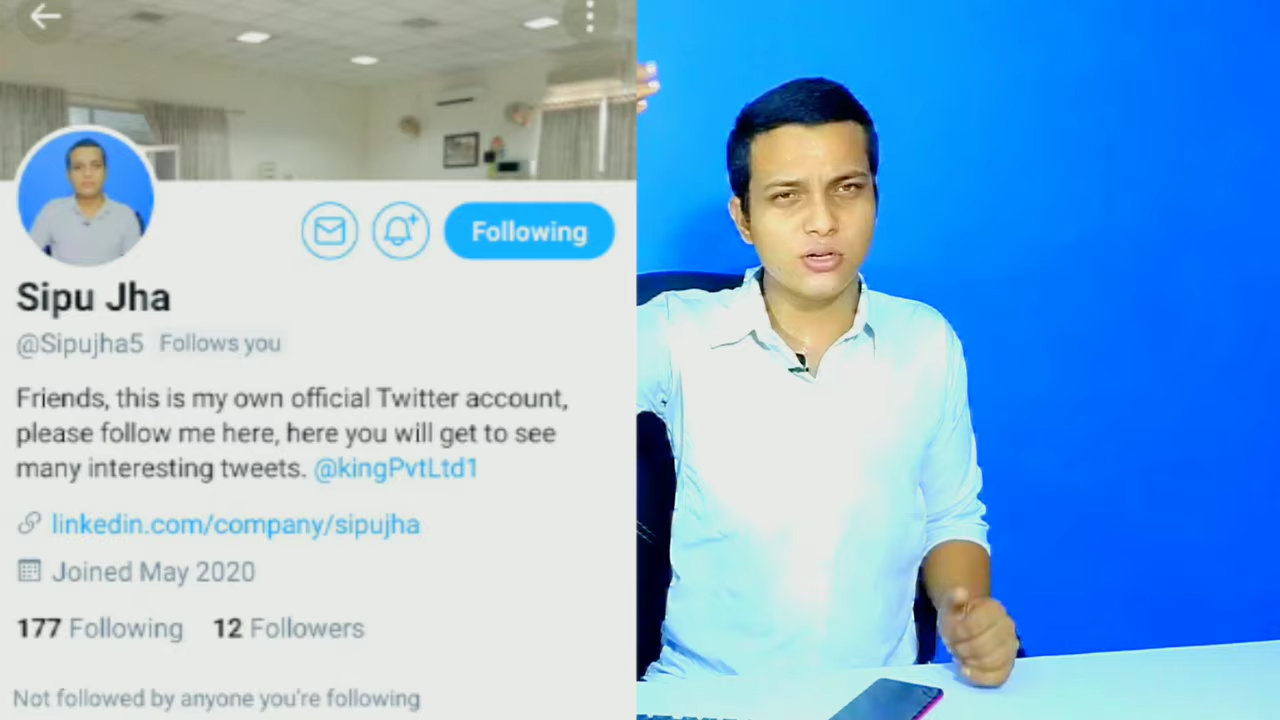 Following
Sipu Jha
@Sipujha5 Follows you
Friends, this is my own official Twitter account,
please follow me here, here you will get to see
many interesting tweets. @kingPvtLtd1
linkedin.com/company/sipujha
Joined May 2020
177 Following 12 Followers
Not followed by anyone you're following